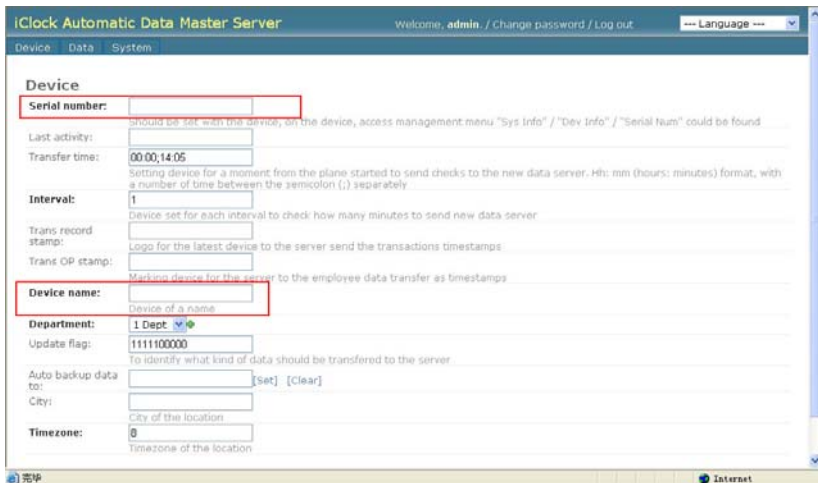 iClock Automatic Data Master Server
Welcome, admin. / Change password / Log out
--- Language ---
Device Data System
Device
Serial number:
Should be set with the device, on the device, access management menu "Sys Info" / "Dev Info" / "Serial Num" could be found
Last activity:
Transfer time: 00:00;14:05
Setting device for a moment from the plane started to send checks to the new data server. Hh: mm (hours: minutes) format, with
a number of time between the semicolon (;) separately
Interval: 1
Device set for each interval to check how many minutes to send new data server
Trans record
stamp:
Logo for the latest device to the server send the transactions timestamps
Trans OP stamp:
Marking device for the server to the employee data transfer as timestamps
Device name:
Device of a name
Department: 1 Dept
Update flag: 1111100000
To identify what kind of data should be transfered to the server
Auto backup data
to: [Set] [Clear]
City:
City of the location
Timezone: 8
Timezone of the location
完毕 Internet